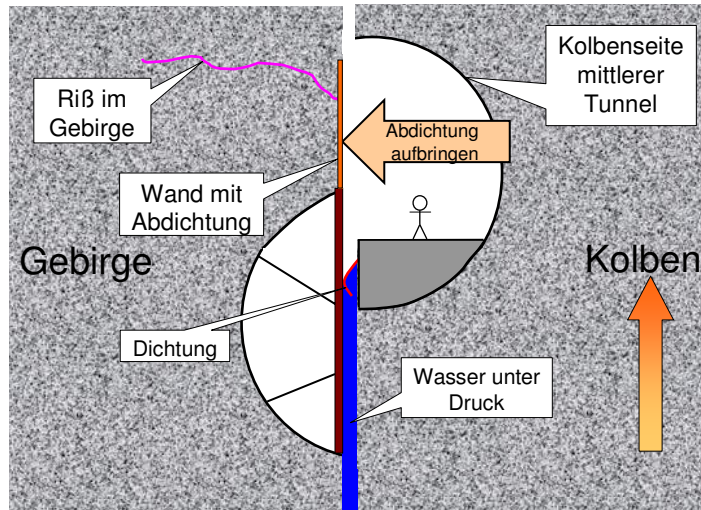 Riß im
Gebirge
Kolbenseite
mittlerer
Tunnel
Abdichtung
aufbringen
Wand mit
Abdichtung
Gebirge
Kolben
Dichtung
Wasser unter
Druck